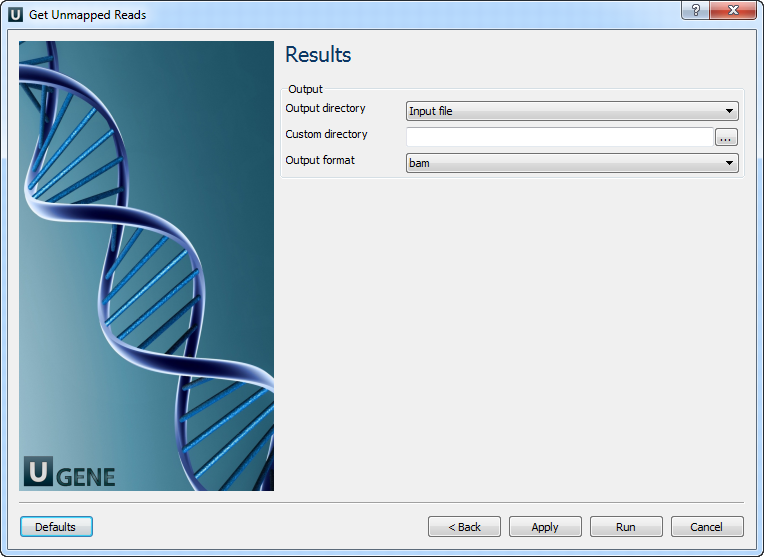 U Get Unmapped Reads
?
Results
Output
Output directory
Input file
Custom directory
...
Output format
bam
U GENE
Defaults
< Back
Apply
Run
Cancel